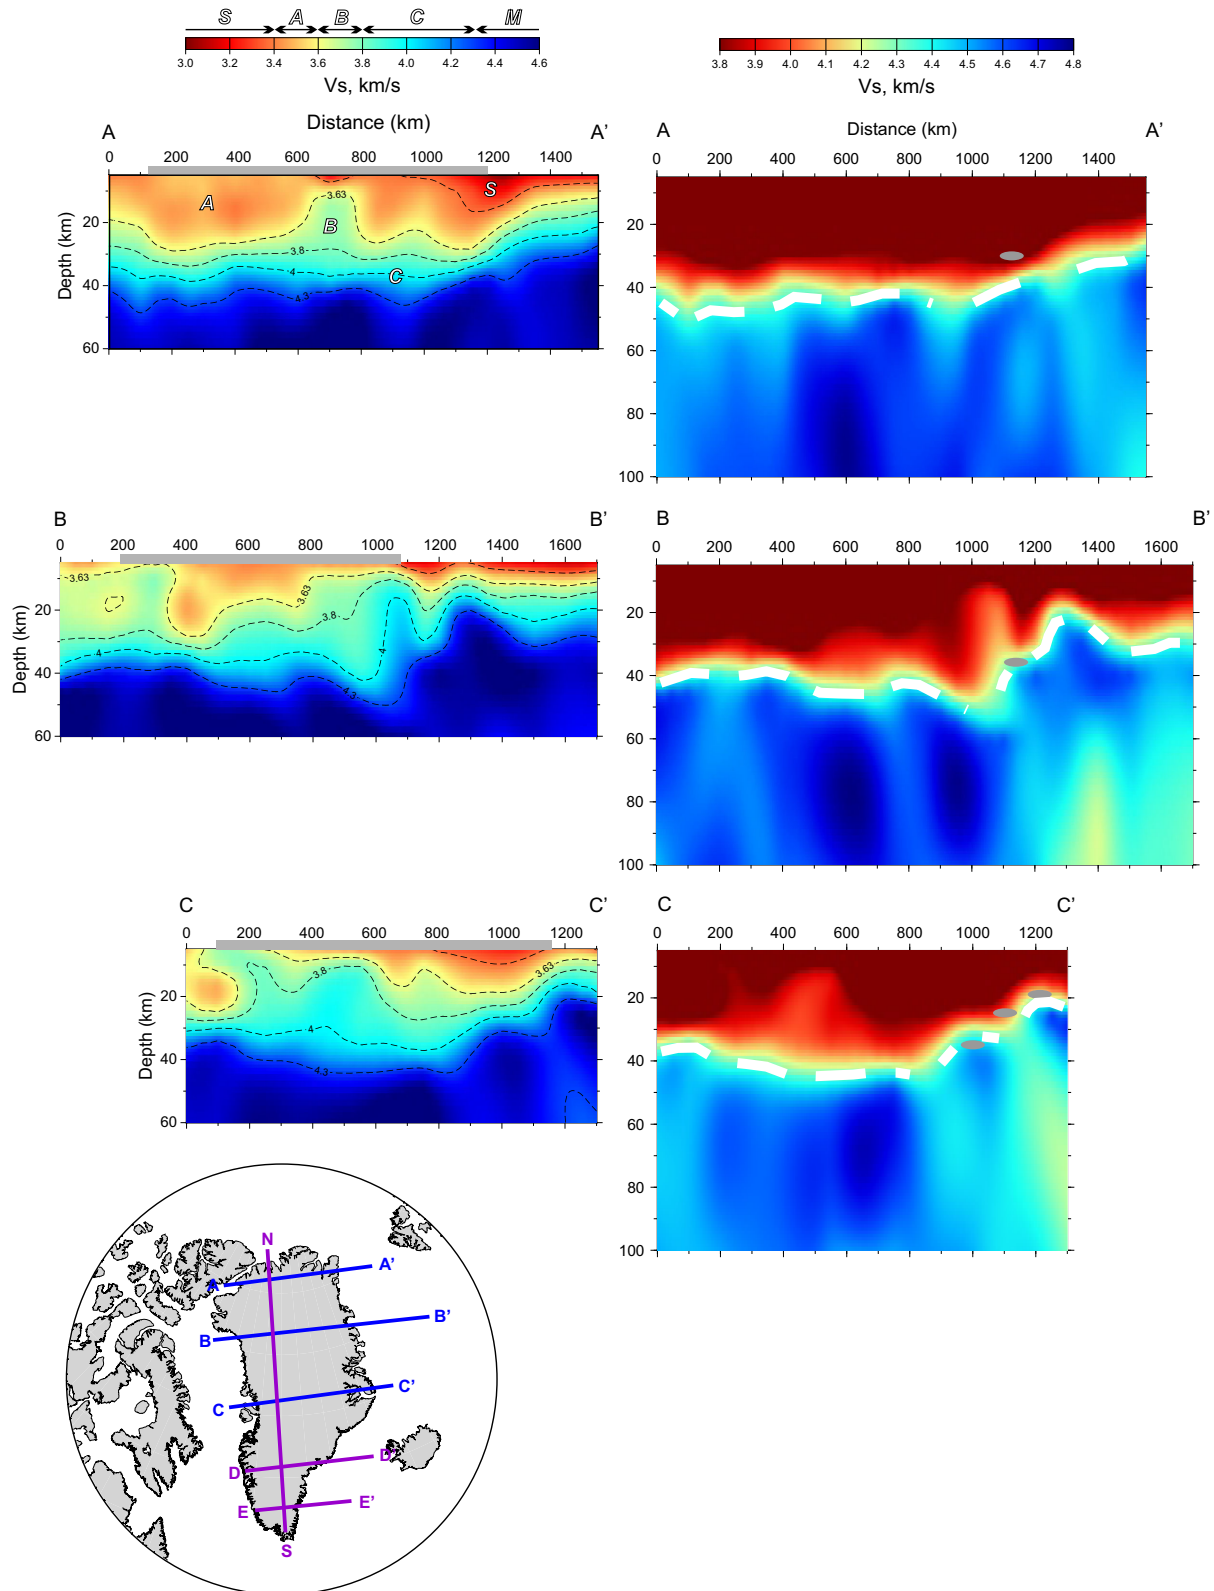 S A B C M
3.0 3.2 3.4 3.6 3.8 4.0 4.2 4.4 4.6
Vs, km/s
3.8 3.9 4.0 4.1 4.2 4.3 4.4 4.5 4.6 4.7 4.8
Vs, km/s
A Distance (km) A’
0 200 400 600 800 1000 1200 1400
Depth (km)
20
40
60
A
B
C
S
3.63
3.8
4
4.3
A Distance (km) A’
0 200 400 600 800 1000 1200 1400
20
40
60
80
100
B B’
0 200 400 600 800 1000 1200 1400 1600
Depth (km)
20
40
60
3.63
3.63
3.8
4
4
4.3
B B’
0 200 400 600 800 1000 1200 1400 1600
20
40
60
80
100
C C’
0 200 400 600 800 1000 1200
Depth (km)
20
40
60
3.8
3.63
4
4.3
C C’
0 200 400 600 800 1000 1200
20
40
60
80
100
N
A A’
B B’
C C’
D D’
E E’
S